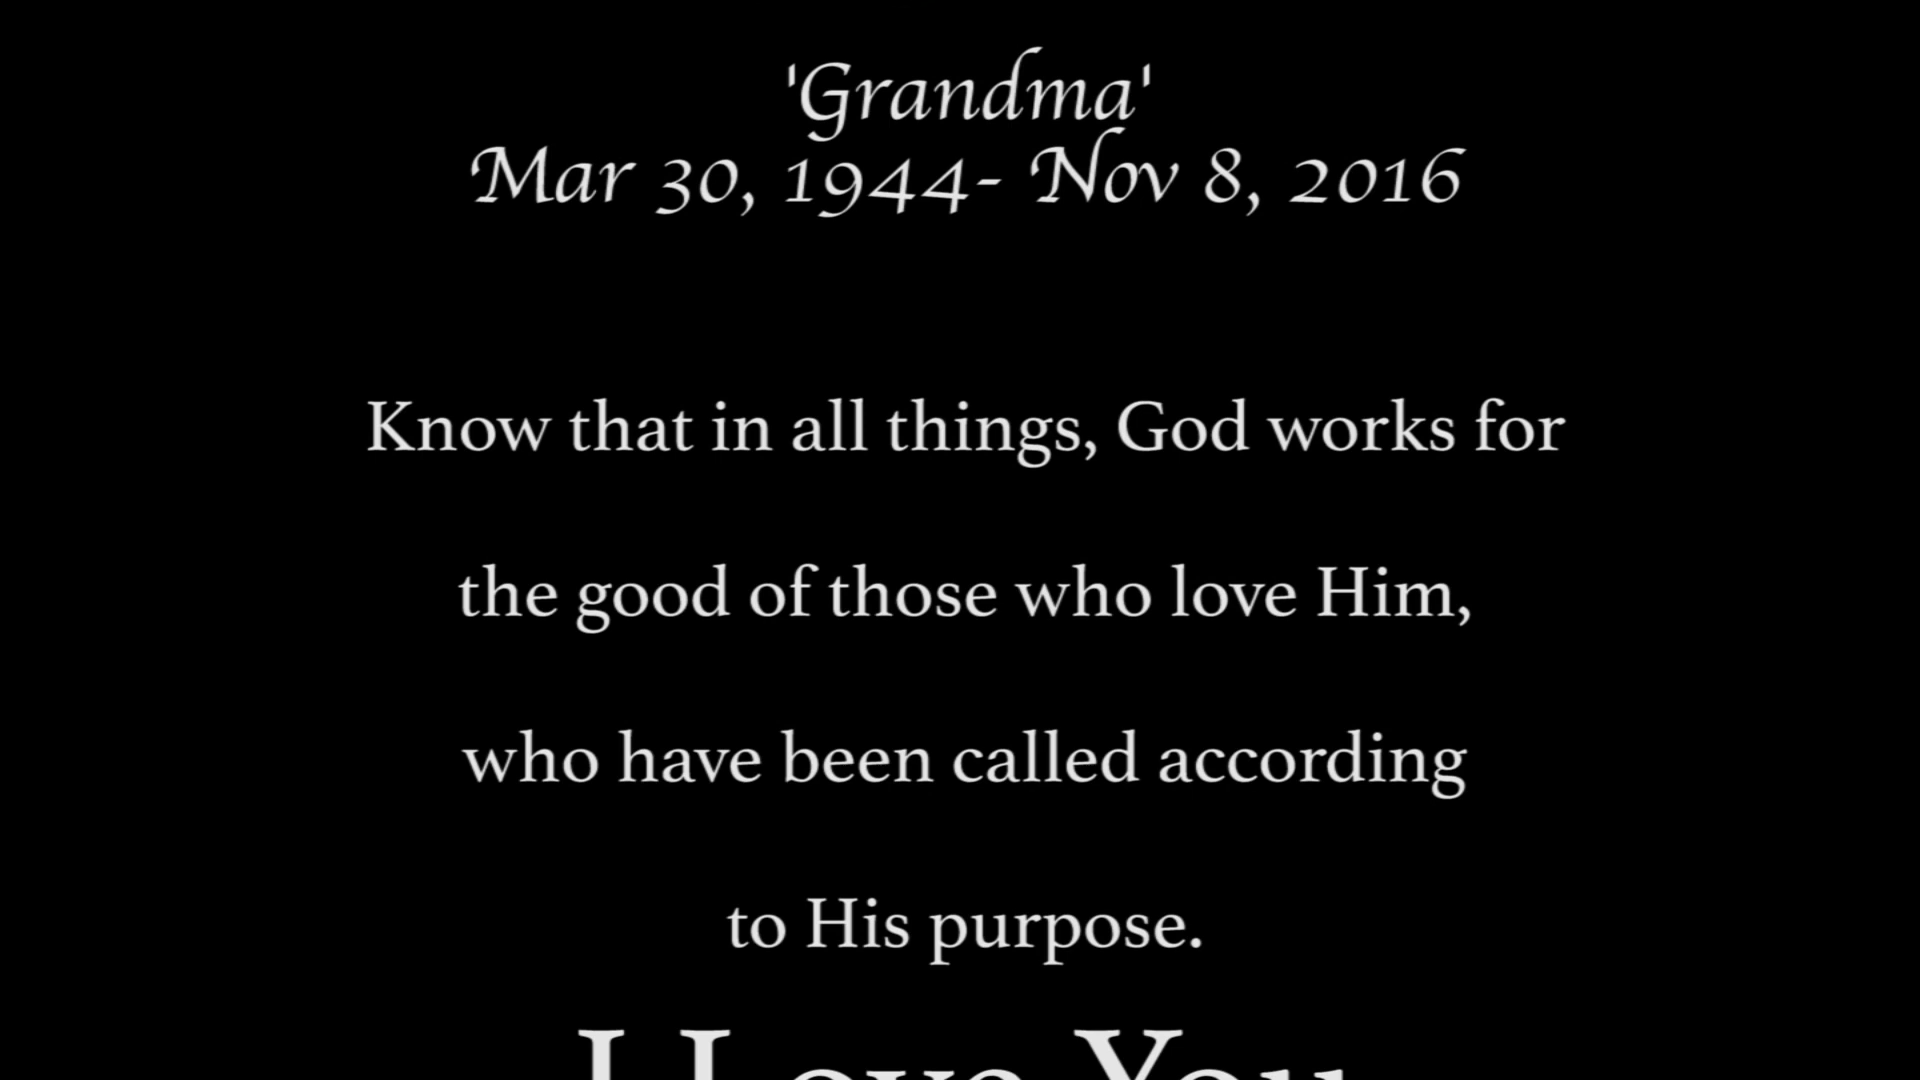 'Grandma'
Mar 30, 1944- Nov 8, 2016
Know that in all things, God works for
the good of those who love Him,
who have been called according
to His purpose.
I Love You